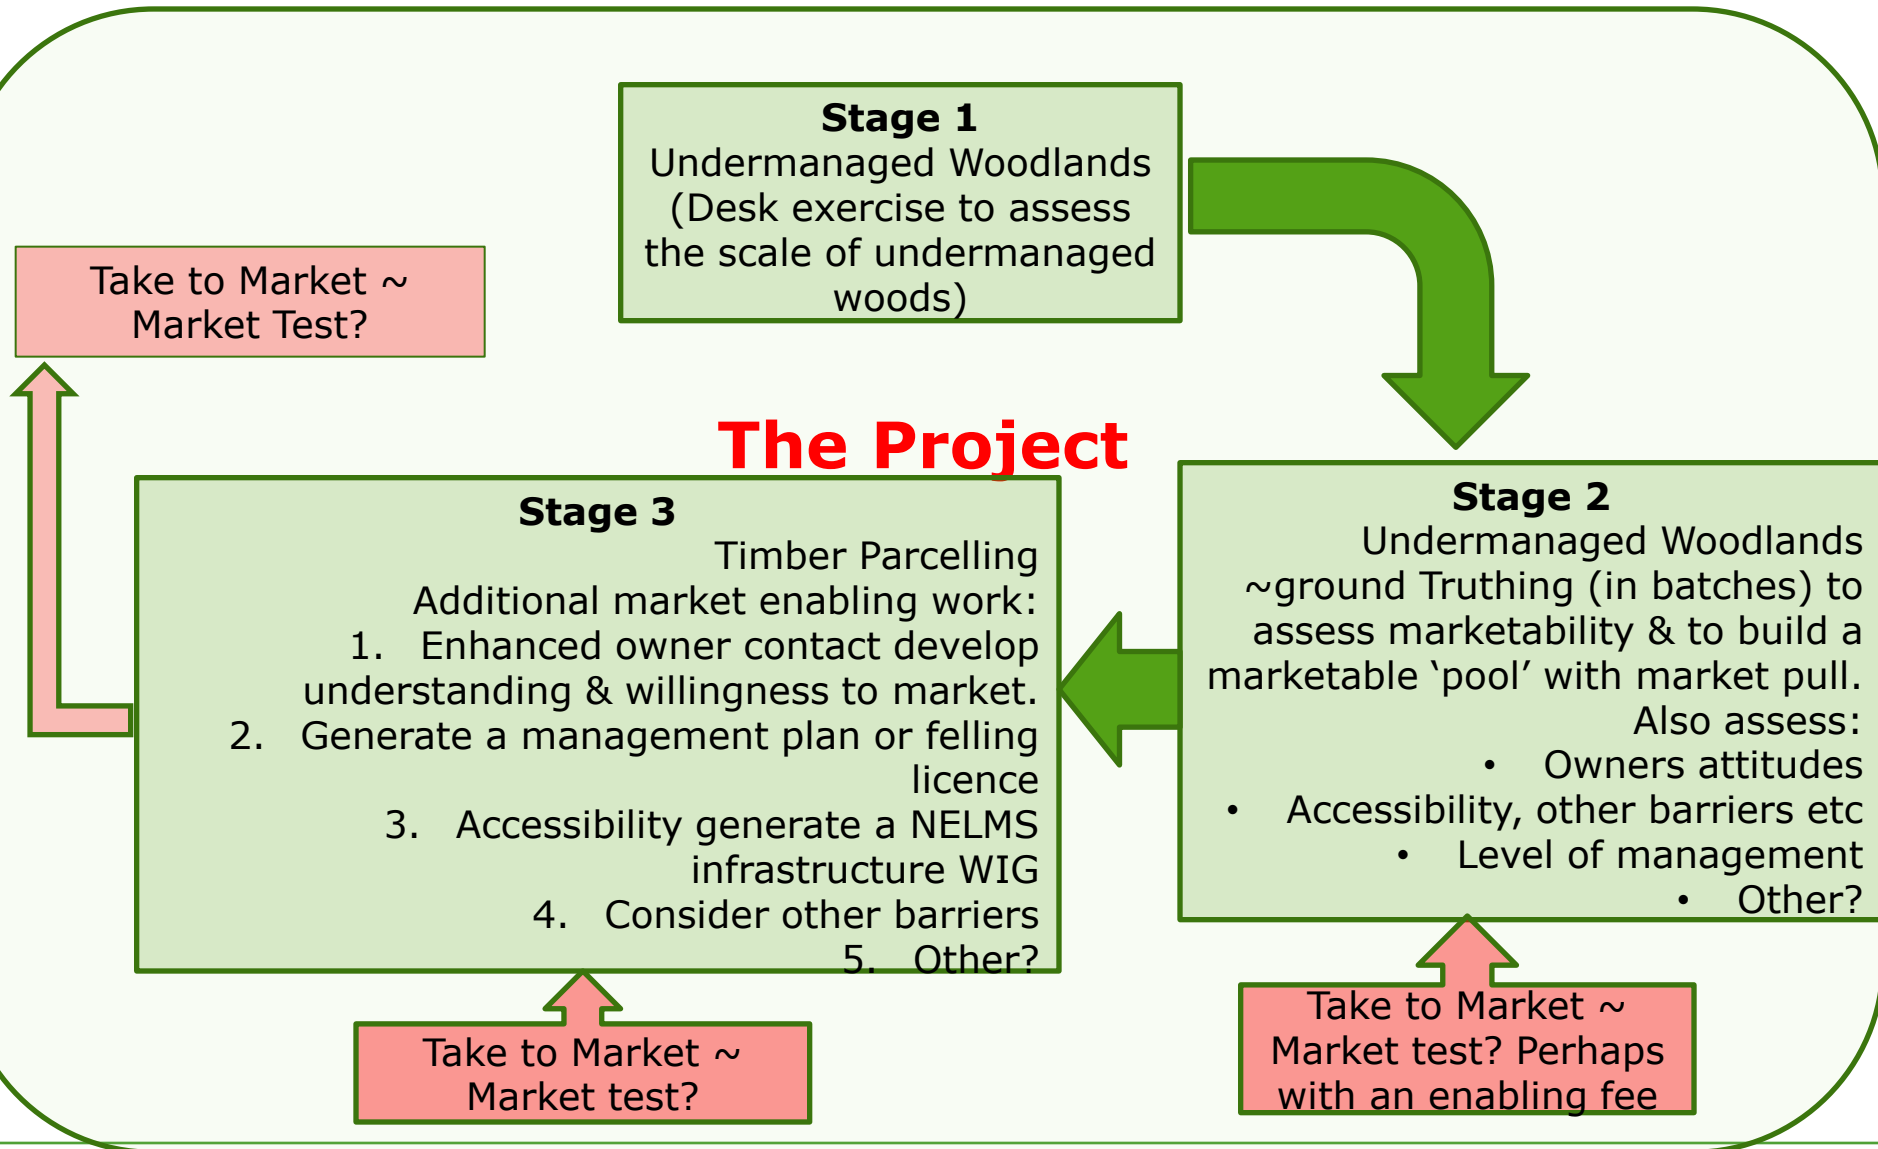 Stage 1
Undermanaged Woodlands
(Desk exercise to assess
the scale of undermanaged
woods)
Take to Market ~
Market Test?
The Project
Stage 2
Undermanaged Woodlands
~ground Truthing (in batches) to
assess marketability & to build a
marketable ‘pool’ with market pull.
Also assess:
• Owners attitudes
• Accessibility, other barriers etc
• Level of management
• Other?
Stage 3
Timber Parcelling
Additional market enabling work:
1. Enhanced owner contact develop
understanding & willingness to market.
2. Generate a management plan or felling
licence
3. Accessibility generate a NELMS
infrastructure WIG
4. Consider other barriers
5. Other?
Take to Market ~
Market test?
Take to Market ~
Market test? Perhaps
with an enabling fee